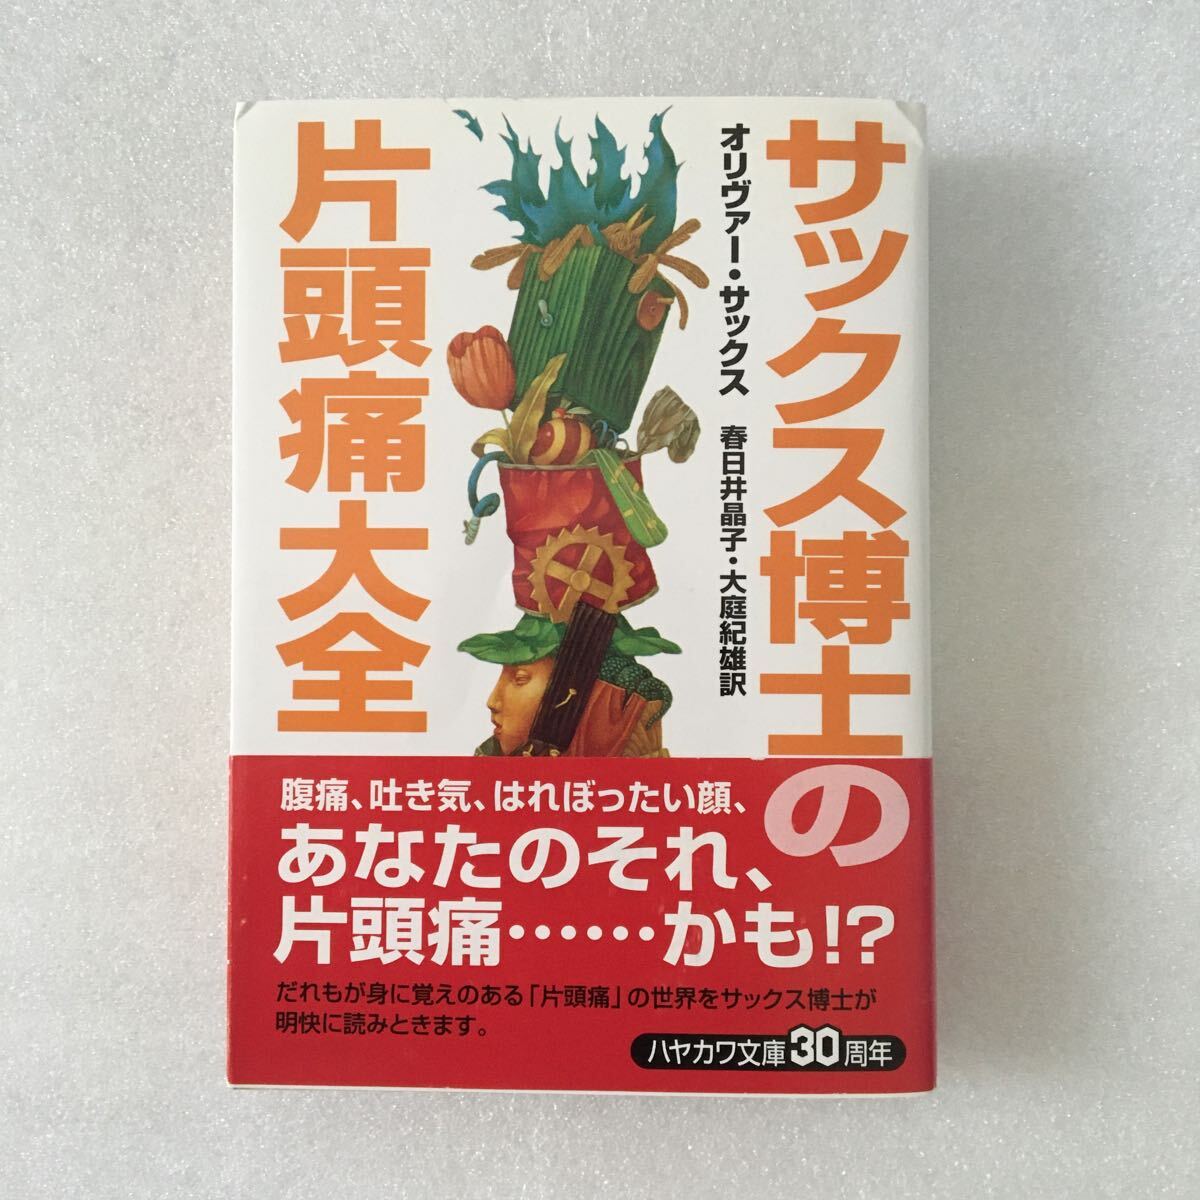 サックス博士の
片頭痛大全
オリヴァー・サックス
春日井晶子・大庭紀雄訳
腹痛、吐き気、はれぼったい顔、
あなたのそれ、
片頭痛……かも!?
だれもが身に覚えのある「片頭痛」の世界をサックス博士が
明快に読みときます。
ハヤカワ文庫30周年